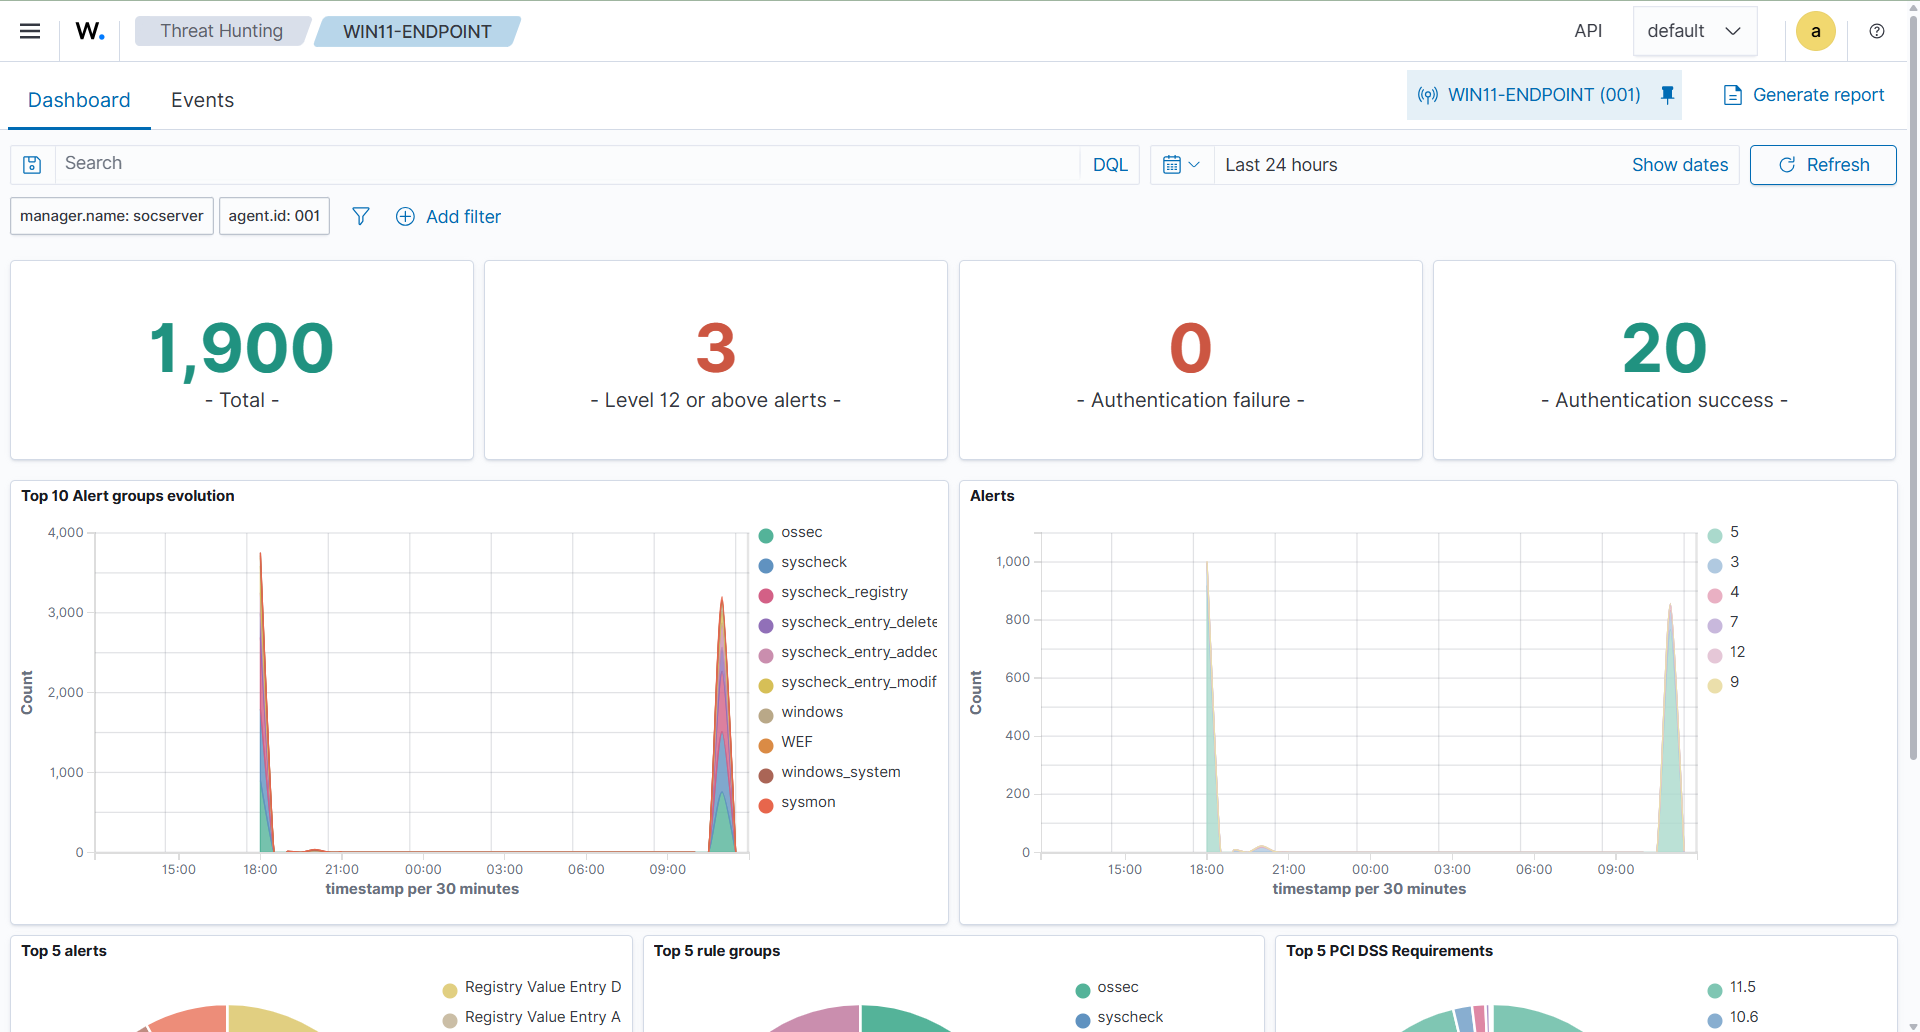 W.
Threat Hunting
WIN11-ENDPOINT
API
default
a
Dashboard
Events
WIN11-ENDPOINT (001)
Generate report
Search
DQL
Last 24 hours
Show dates
Refresh
manager.name: socserver
agent.id: 001
Add filter
1,900
- Total -
3
- Level 12 or above alerts -
0
- Authentication failure -
20
- Authentication success -
Top 10 Alert groups evolution
4,000
3,000
2,000
1,000
0
Count
15:00
18:00
21:00
00:00
03:00
06:00
09:00
timestamp per 30 minutes
ossec
syscheck
syscheck_registry
syscheck_entry_delete
syscheck_entry_added
syscheck_entry_modif
windows
WEF
windows_system
sysmon
Alerts
1,000
800
600
400
200
0
Count
15:00
18:00
21:00
00:00
03:00
06:00
09:00
timestamp per 30 minutes
5
3
4
7
12
9
Top 5 alerts
Registry Value Entry D
Registry Value Entry A
Top 5 rule groups
ossec
syscheck
Top 5 PCI DSS Requirements
11.5
10.6